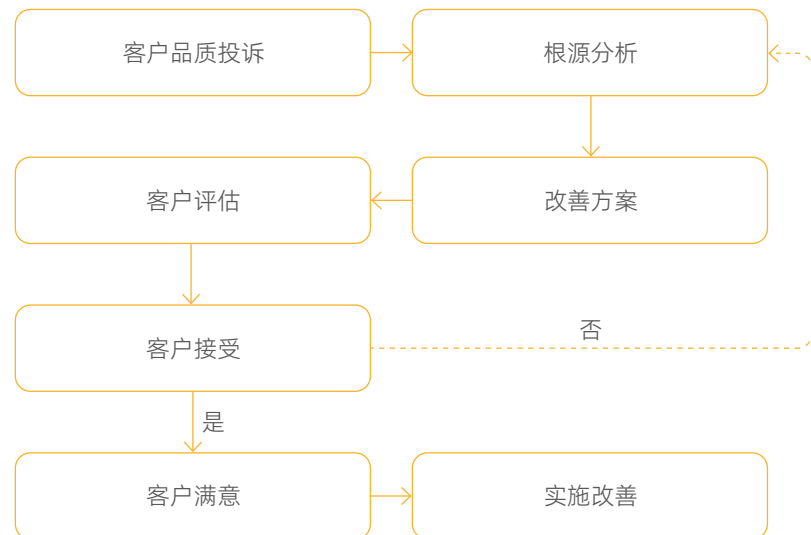 客户品质投诉
根源分析
客户评估
改善方案
客户接受
否
是
客户满意
实施改善